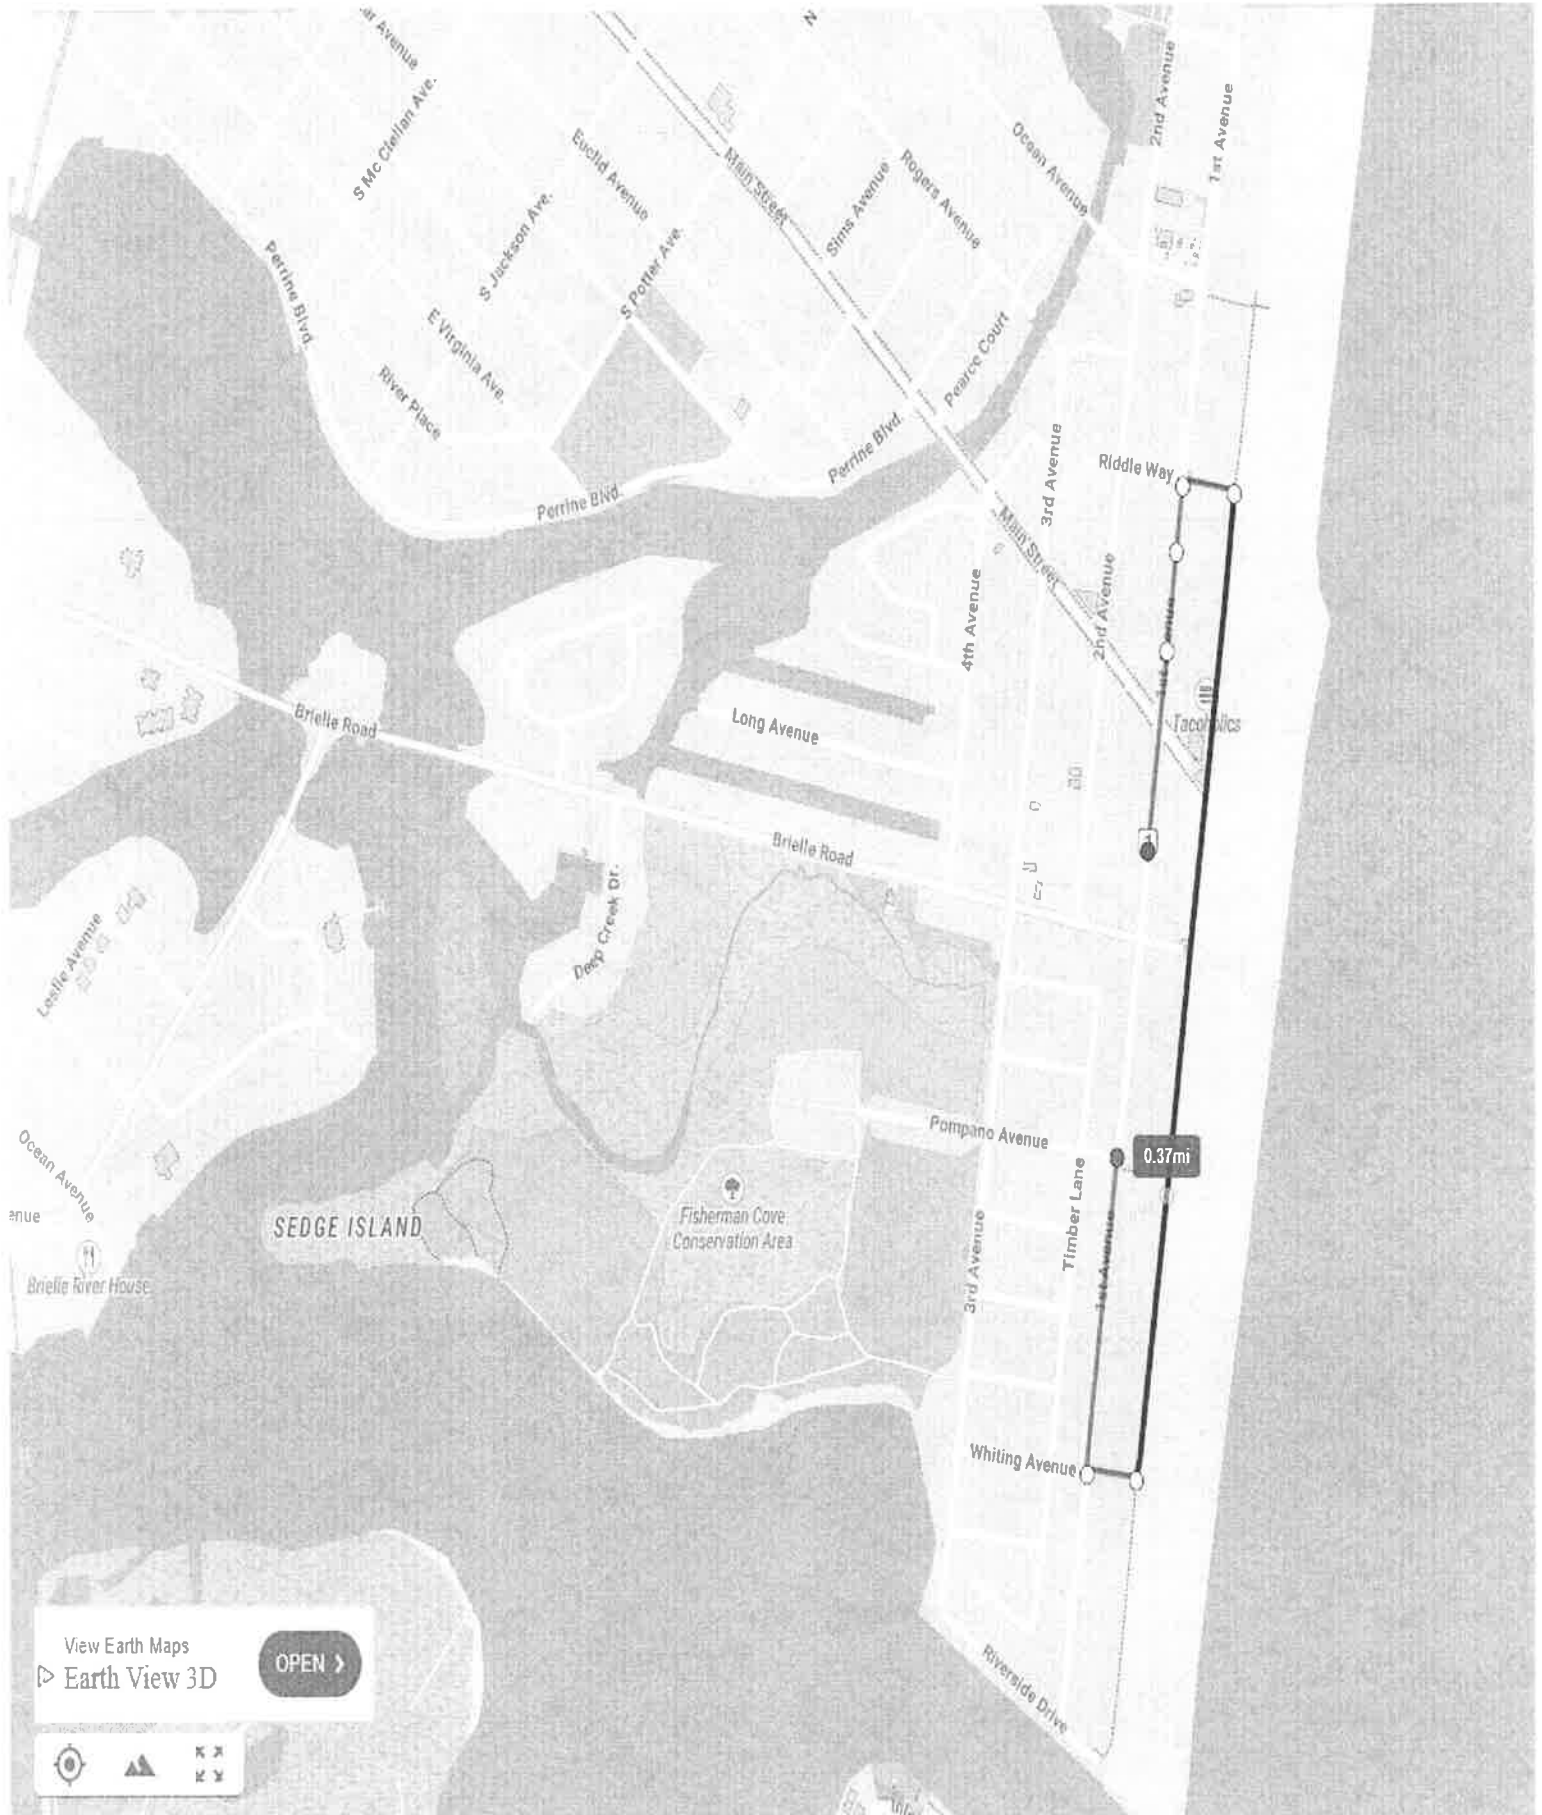 N
2nd Avenue
1st Avenue
Avenue
S Mc Clellan Ave.
Euclid Avenue
Main Street
Sims Avenue
Rogers Avenue
Ocean Avenue
S Jackson Ave.
S Potter Ave.
Perrine Blvd.
E Virginia Ave.
River Place
Pearce Court
Perrine Blvd.
Perrine Blvd.
3rd Avenue
Riddle Way
Main Street
4th Avenue
2nd Avenue
Long Avenue
Brielle Road
Tacoholics
Brielle Road
Deep Creek Dr.
Leslie Avenue
Pompano Avenue
0.37mi
Ocean Avenue
enue
SEDGE ISLAND
Fisherman Cove
Conservation Area
Timber Lane
3rd Avenue
1st Avenue
Brielle River House
Whiting Avenue
Riverside Drive
View Earth Maps
Earth View 3D
OPEN